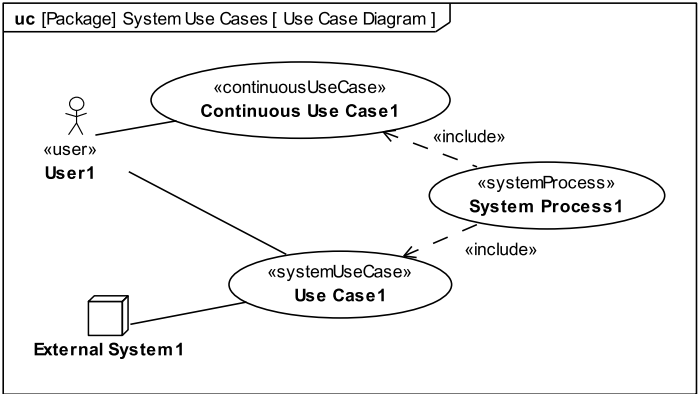 uc [Package] System Use Cases [ Use Case Diagram ]
«continuousUseCase»
Continuous Use Case1
«include»
«user»
User1
«systemProcess»
System Process1
«include»
«systemUseCase»
Use Case1
External System1